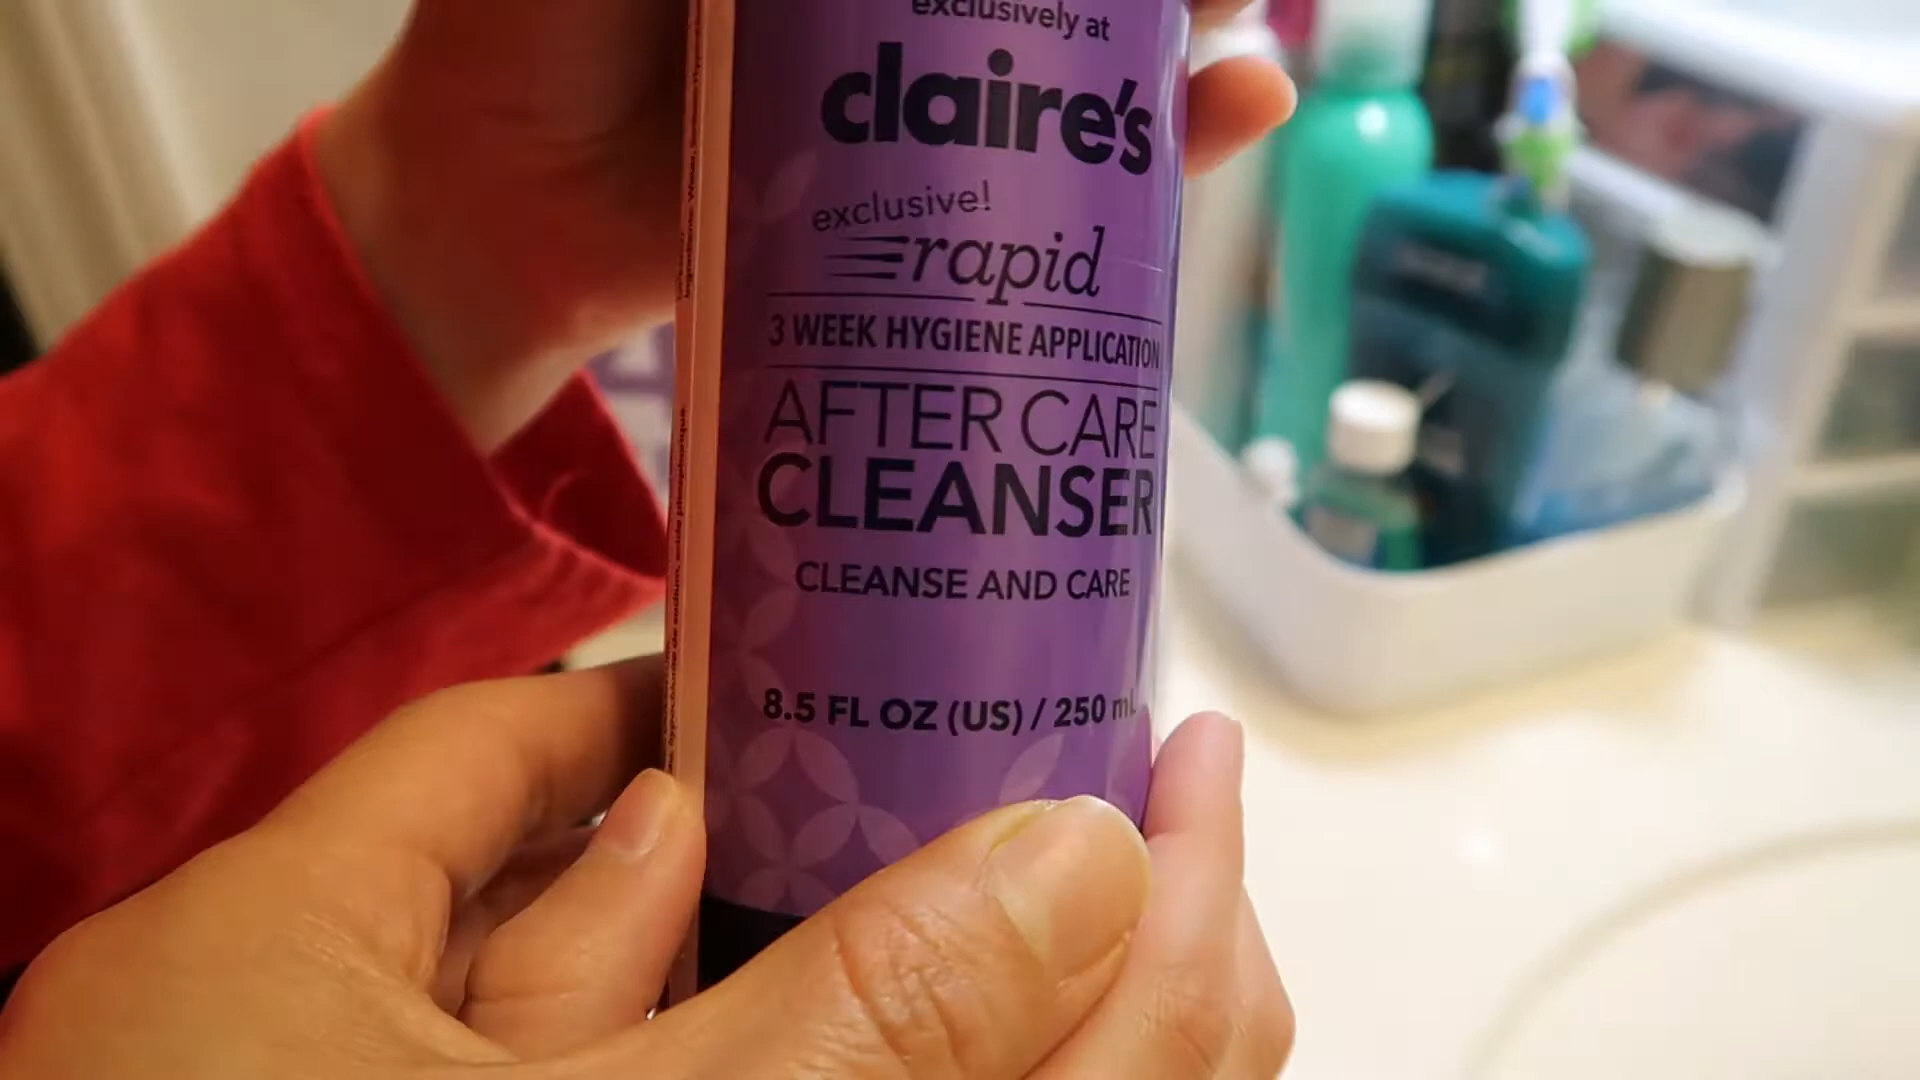 exclusively at
claire's
exclusive!
rapid
3 WEEK HYGIENE APPLICATION
AFTER CARE
CLEANSER
CLEANSE AND CARE
8.5 FL OZ (US) / 250 mL